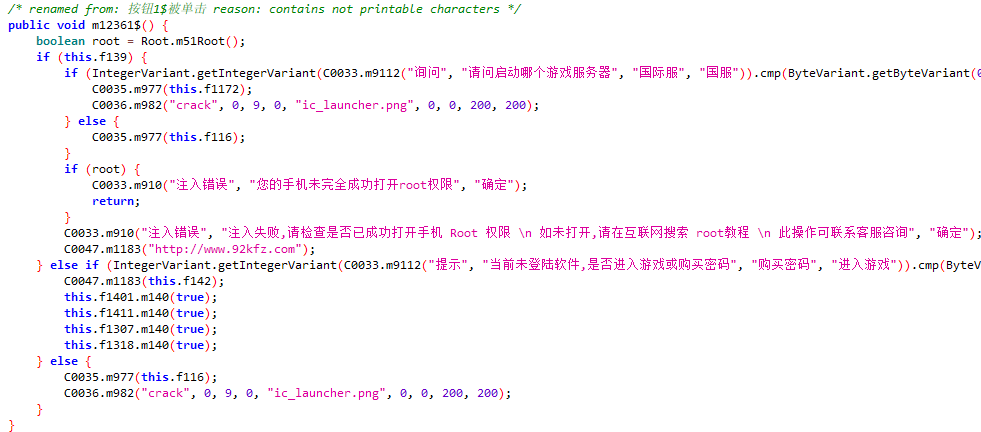 /* renamed from: 按钮1$被单击 reason: contains not printable characters */
public void m12361$() {
    boolean root = Root.m51Root();
    if (this.f139) {
        if (IntegerVariant.getIntegerVariant(C0033.m9112("询问", "请问启动哪个游戏服务器", "国际服", "国服")).cmp(ByteVariant.getByteVariant(0
            C0035.m977(this.f1172);
            C0036.m982("crack", 0, 9, 0, "ic_launcher.png", 0, 0, 200, 200);
        } else {
            C0035.m977(this.f116);
        }
        if (root) {
            C0033.m910("注入错误", "您的手机未完全成功打开root权限", "确定");
            return;
        }
        C0033.m910("注入错误", "注入失败,请检查是否已成功打开手机 Root 权限 \n 如未打开,请在互联网搜索 root教程 \n 此操作可联系客服咨询", "确定");
        C0047.m1183("http://www.92kfz.com");
    } else if (IntegerVariant.getIntegerVariant(C0033.m9112("提示", "当前未登陆软件,是否进入游戏或购买密码", "购买密码", "进入游戏")).cmp(ByteV
        C0047.m1183(this.f142);
        this.f1401.m140(true);
        this.f1411.m140(true);
        this.f1307.m140(true);
        this.f1318.m140(true);
    } else {
        C0035.m977(this.f116);
        C0036.m982("crack", 0, 9, 0, "ic_launcher.png", 0, 0, 200, 200);
    }
}